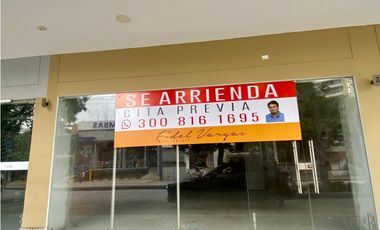 SE ARRIENDA
CITA PREVIA
300 816 1695
Fidel Vargas